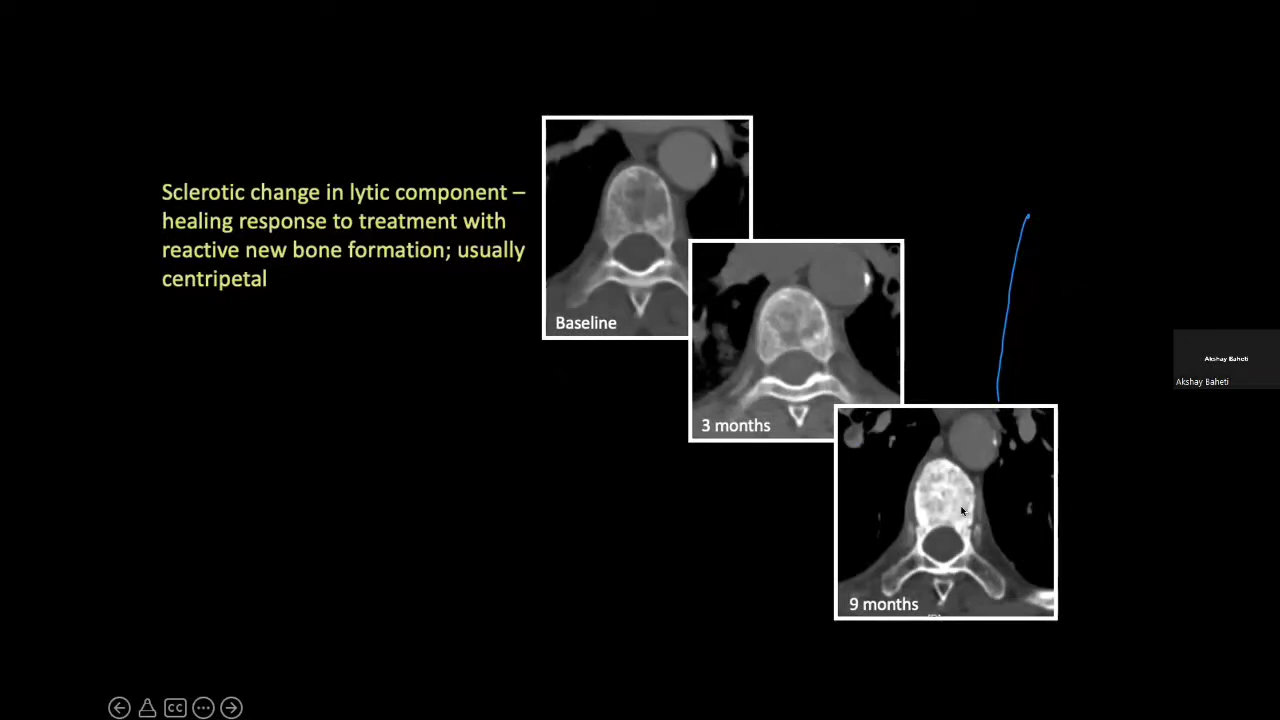 Sclerotic change in lytic component –
healing response to treatment with
reactive new bone formation; usually
centripetal
Baseline
3 months
9 months
Akshay Baheti
Akshay Baheti
CC